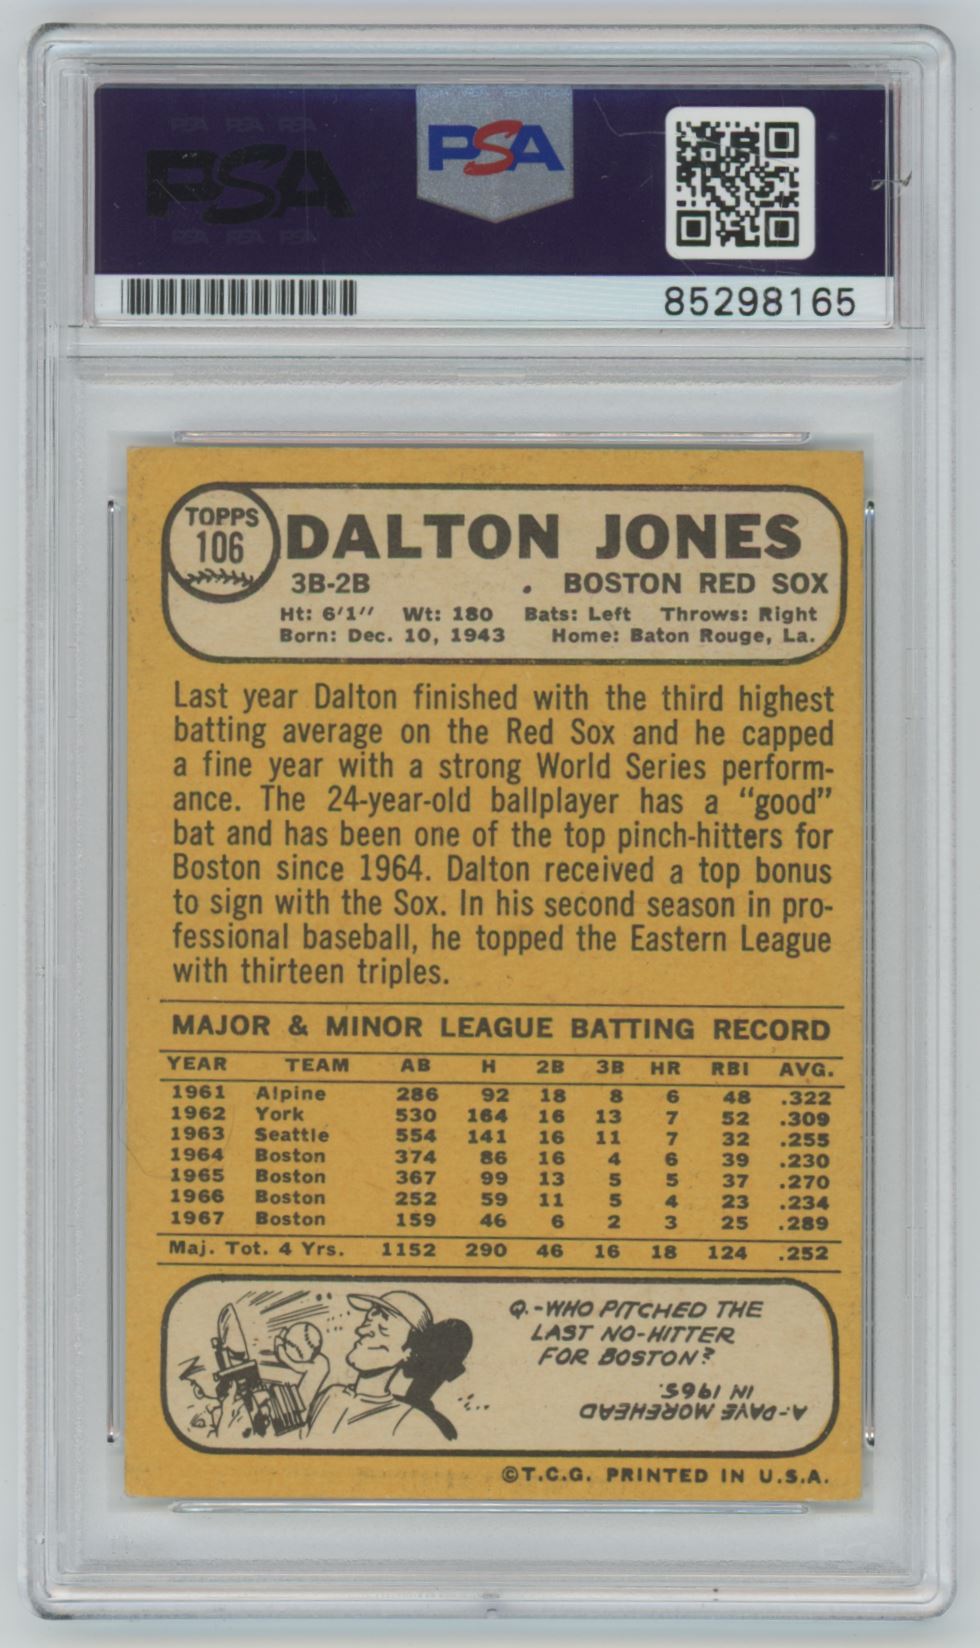 PSA PSA PSA
PSA
PSA PSA PSA
PSA
85298165
TOPPS
106
DALTON JONES
3B-2B . BOSTON RED SOX
Ht: 6'1" Wt: 180 Bats: Left Throws: Right
Born: Dec. 10, 1943 Home: Baton Rouge, La.
Last year Dalton finished with the third highest
batting average on the Red Sox and he capped
a fine year with a strong World Series perform-
ance. The 24-year-old ballplayer has a “good”
bat and has been one of the top pinch-hitters for
Boston since 1964. Dalton received a top bonus
to sign with the Sox. In his second season in pro-
fessional baseball, he topped the Eastern League
with thirteen triples.
MAJOR & MINOR LEAGUE BATTING RECORD
YEAR TEAM AB H 2B 3B HR RBI AVG.
1961 Alpine 286 92 18 8 6 48 .322
1962 York 530 164 16 13 7 52 .309
1963 Seattle 554 141 16 11 7 32 .255
1964 Boston 374 86 16 4 6 39 .230
1965 Boston 367 99 13 5 5 37 .270
1966 Boston 252 59 11 5 4 23 .234
1967 Boston 159 46 6 2 3 25 .289
Maj. Tot. 4 Yrs. 1152 290 46 16 18 124 .252
Q.-WHO PITCHED THE
LAST NO-HITTER
FOR BOSTON?
A-DAVE MOREHEAD
IN 1965.
©T.C.G. PRINTED IN U.S.A.